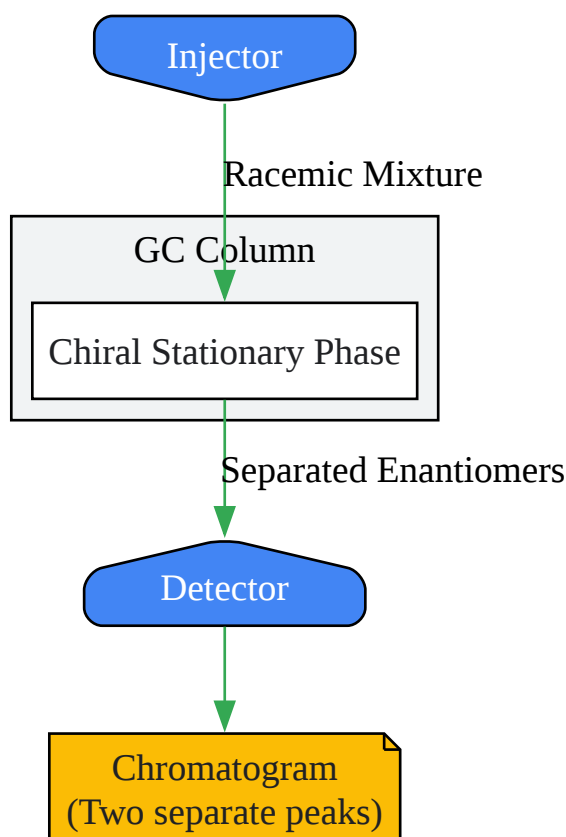 Injector
Racemic Mixture
GC Column
Chiral Stationary Phase
Separated Enantiomers
Detector
Chromatogram
(Two separate peaks)